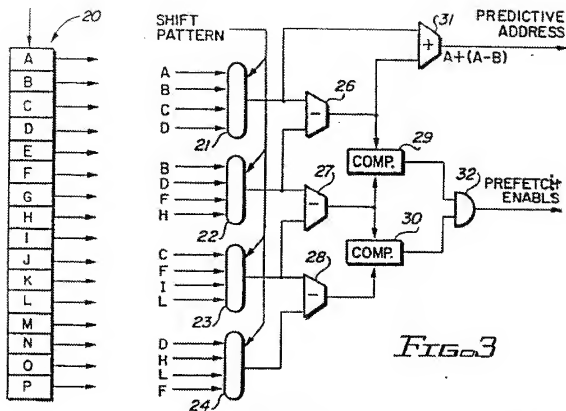 20
A
B
C
D
E
F
G
H
I
J
K
L
M
N
O
P
SHIFT
PATTERN
A
B
C
D
21
B
D
F
H
22
C
F
I
L
23
D
H
L
F
24
26
27
28
COMP.
29
COMP.
30
31
+
−
−
−
PREDICTIVE
ADDRESS
A+(A-B)
32
PREFETCH
ENABLS
FIG. 3